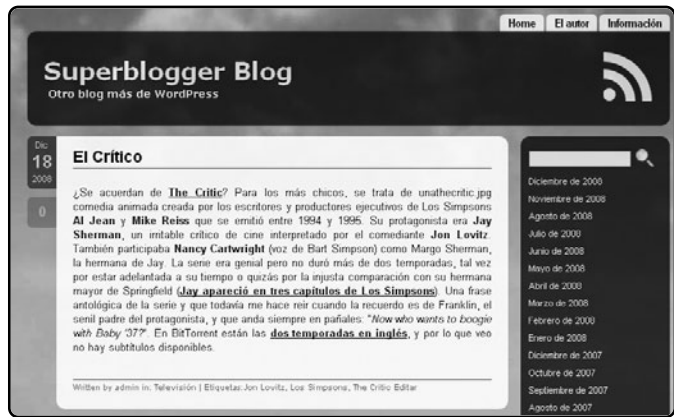 Home El autor Información
Superblogger Blog
Otro blog más de WordPress
Dic
18
2008
0
El Crítico
¿Se acuerdan de The Critic? Para los más chicos, se trata de unathecritic.jpg
comedia animada creada por los escritores y productores ejecutivos de Los Simpsons
Al Jean y Mike Reiss que se emitió entre 1994 y 1995. Su protagonista era Jay
Sherman, un irritable crítico de cine interpretado por el comediante Jon Lovitz.
También participaba Nancy Cartwright (voz de Bart Simpson) como Margo Sherman,
la hermana de Jay. La serie era genial pero no duró más de dos temporadas, tal vez
por estar adelantada a su tiempo o quizás por la injusta comparación con su hermana
mayor de Springfield (Jay apareció en tres capítulos de Los Simpsons). Una frase
antológica de la serie y que todavía me hace reir cuando la recuerdo es de Franklin, el
senil padre del protagonista, y que anda siempre en pañales: "Now who wants to boogie
with Baby '37?". En BitTorrent están las dos temporadas en inglés, y por lo que veo
no hay subtítulos disponibles.
Written by admin in: Televisión | Etiquetas:Jon Lovitz, Los Simpsons, The Critic Editar
Diciembre de 2008
Noviembre de 2008
Agosto de 2008
Julio de 2008
Junio de 2008
Mayo de 2008
Abril de 2008
Marzo de 2008
Febrero de 2008
Enero de 2008
Diciembre de 2007
Octubre de 2007
Septiembre de 2007
Agosto de 2007